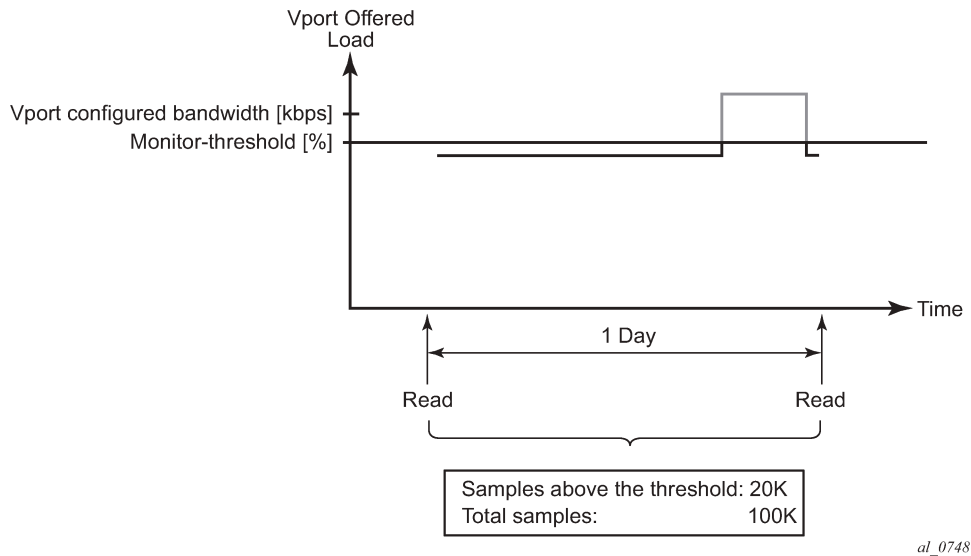 Vport Offered
Load
Vport configured bandwidth [kbps]
Monitor-threshold [%]
Time
1 Day
Read
Read
Samples above the threshold: 20K
Total samples: 100K
al_0748